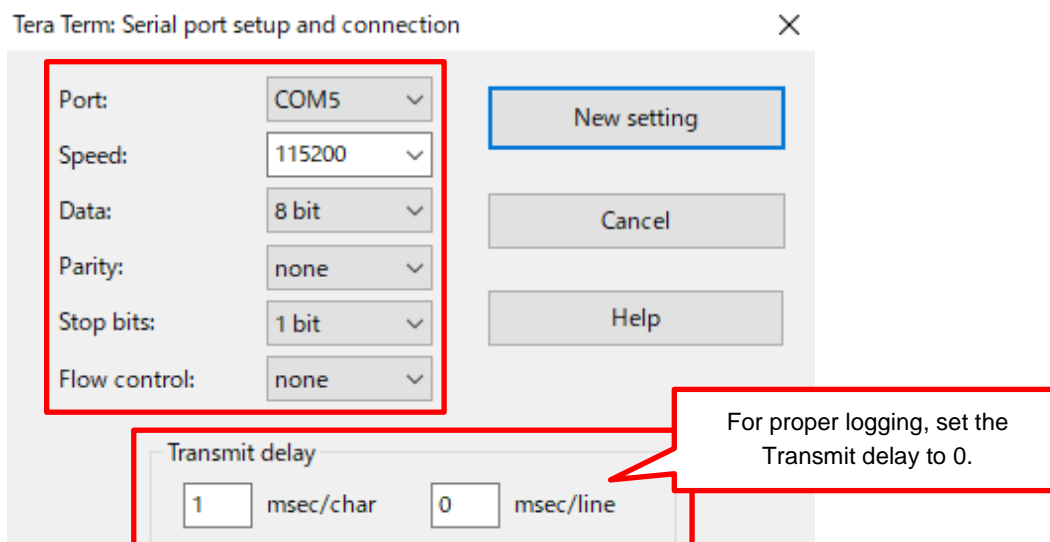 Tera Term: Serial port setup and connection
Port: COM5
New setting
Speed: 115200
Data: 8 bit
Cancel
Parity: none
Stop bits: 1 bit
Help
Flow control: none
For proper logging, set the
Transmit delay to 0.
Transmit delay
1 msec/char 0 msec/line